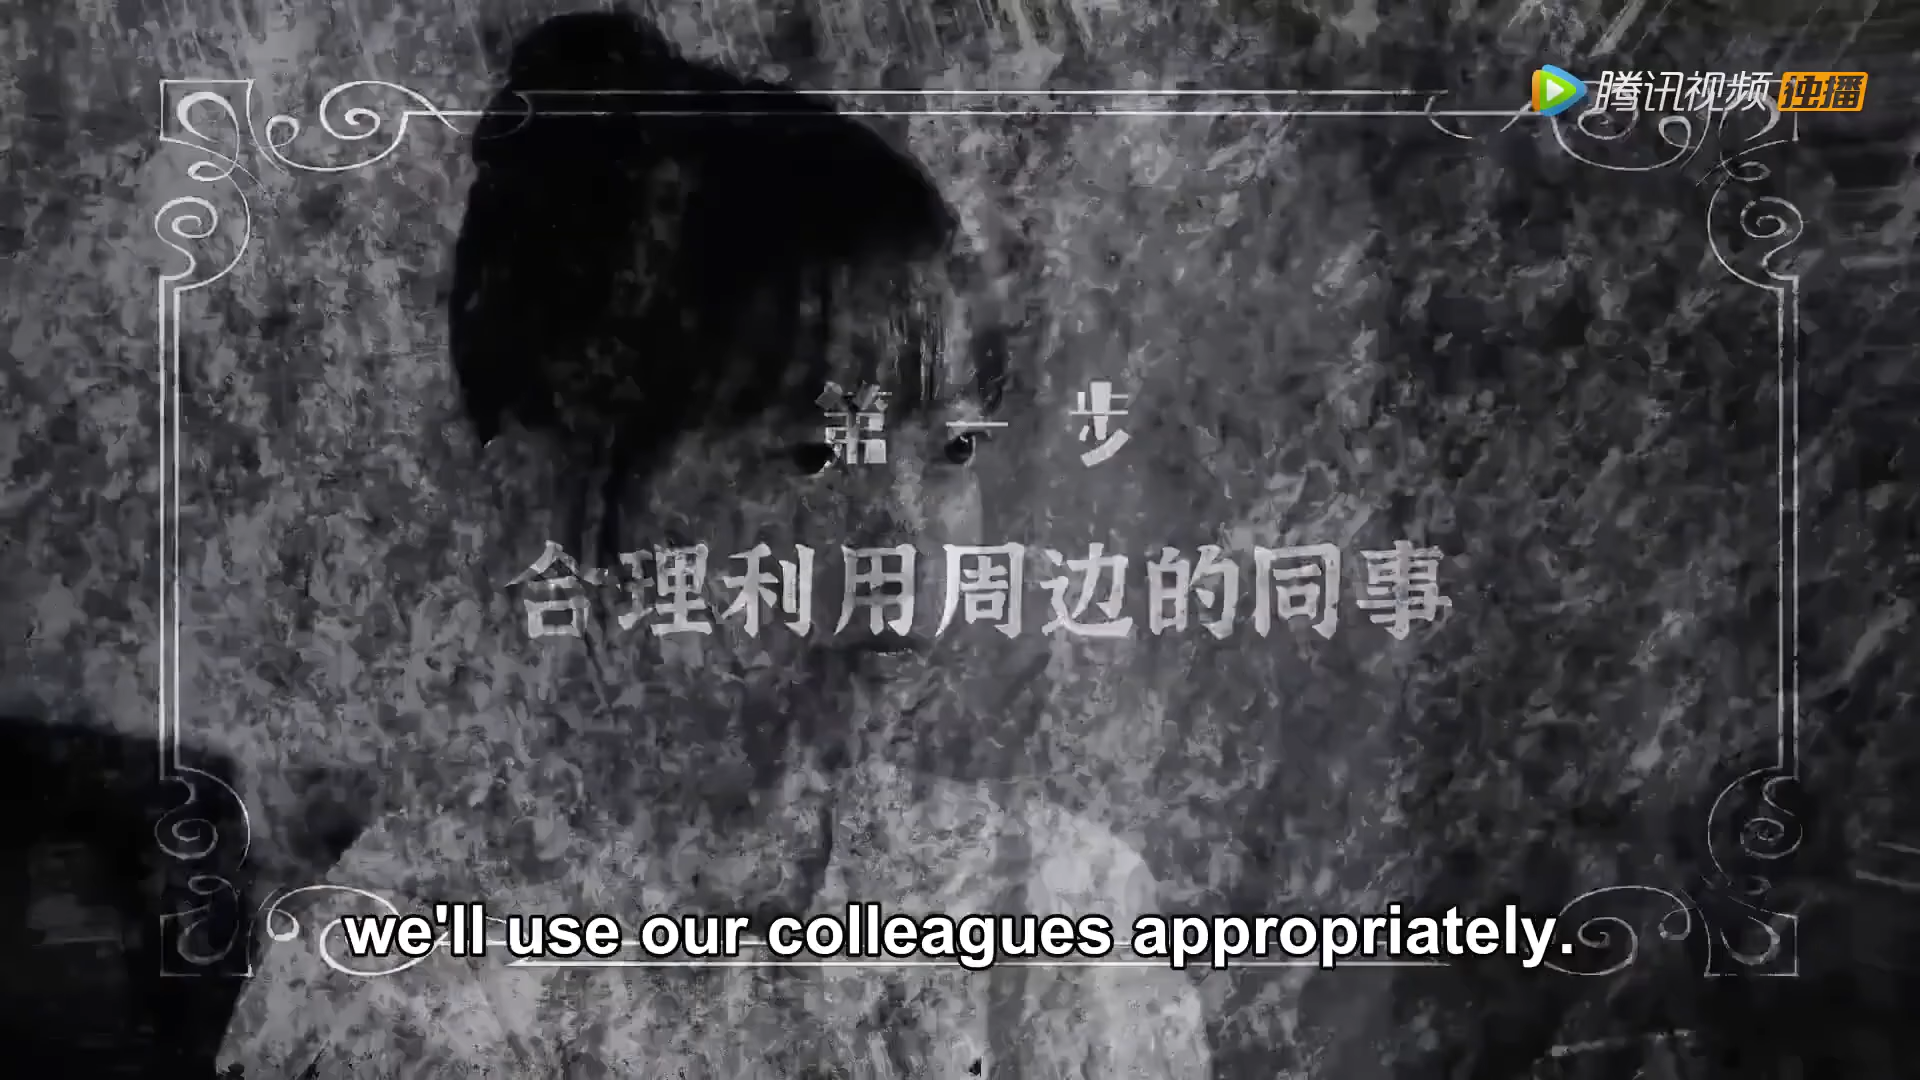 腾讯视频 独播
第一步
合理利用周边的同事
we'll use our colleagues appropriately.